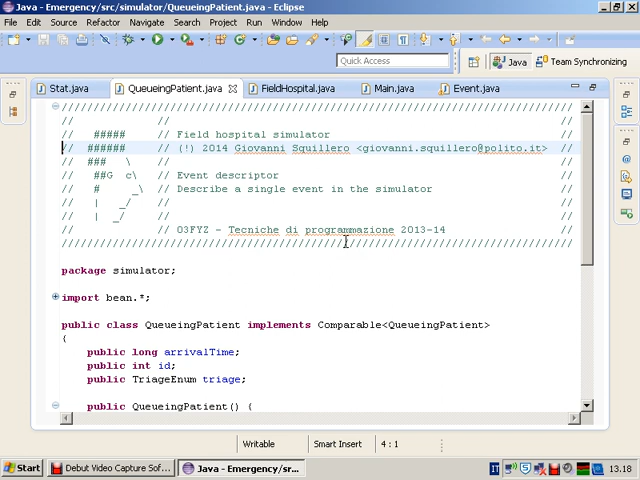 Java - Emergency/src/simulator/QueueingPatient.java - Eclipse
File Edit Source Refactor Navigate Search Project Run Window Help
Quick Access Java Team Synchronizing
Stat.java QueueingPatient.java FieldHospital.java Main.java Event.java
////////////////////////////////////////////////////////////////////////
// // //
// ##### // Field hospital simulator //
// ###### // (!) 2014 Giovanni Squillero <giovanni.squillero@polito.it> //
// ### \ // //
// ##G c\ // Event descriptor //
// # _\ // Describe a single event in the simulator //
// | _/ // //
// | _/ // 03FYZ - Tecniche di programmazione 2013-14 //
////////////////////////////////////////////////////////////////////////
package simulator;
import bean.*;
public class QueueingPatient implements Comparable<QueueingPatient>
{
public long arrivalTime;
public int id;
public TriageEnum triage;
public QueueingPatient() {
Writable Smart Insert 4 : 1
Start Debut Video Capture Sof... Java - Emergency/sr... IT 13.18